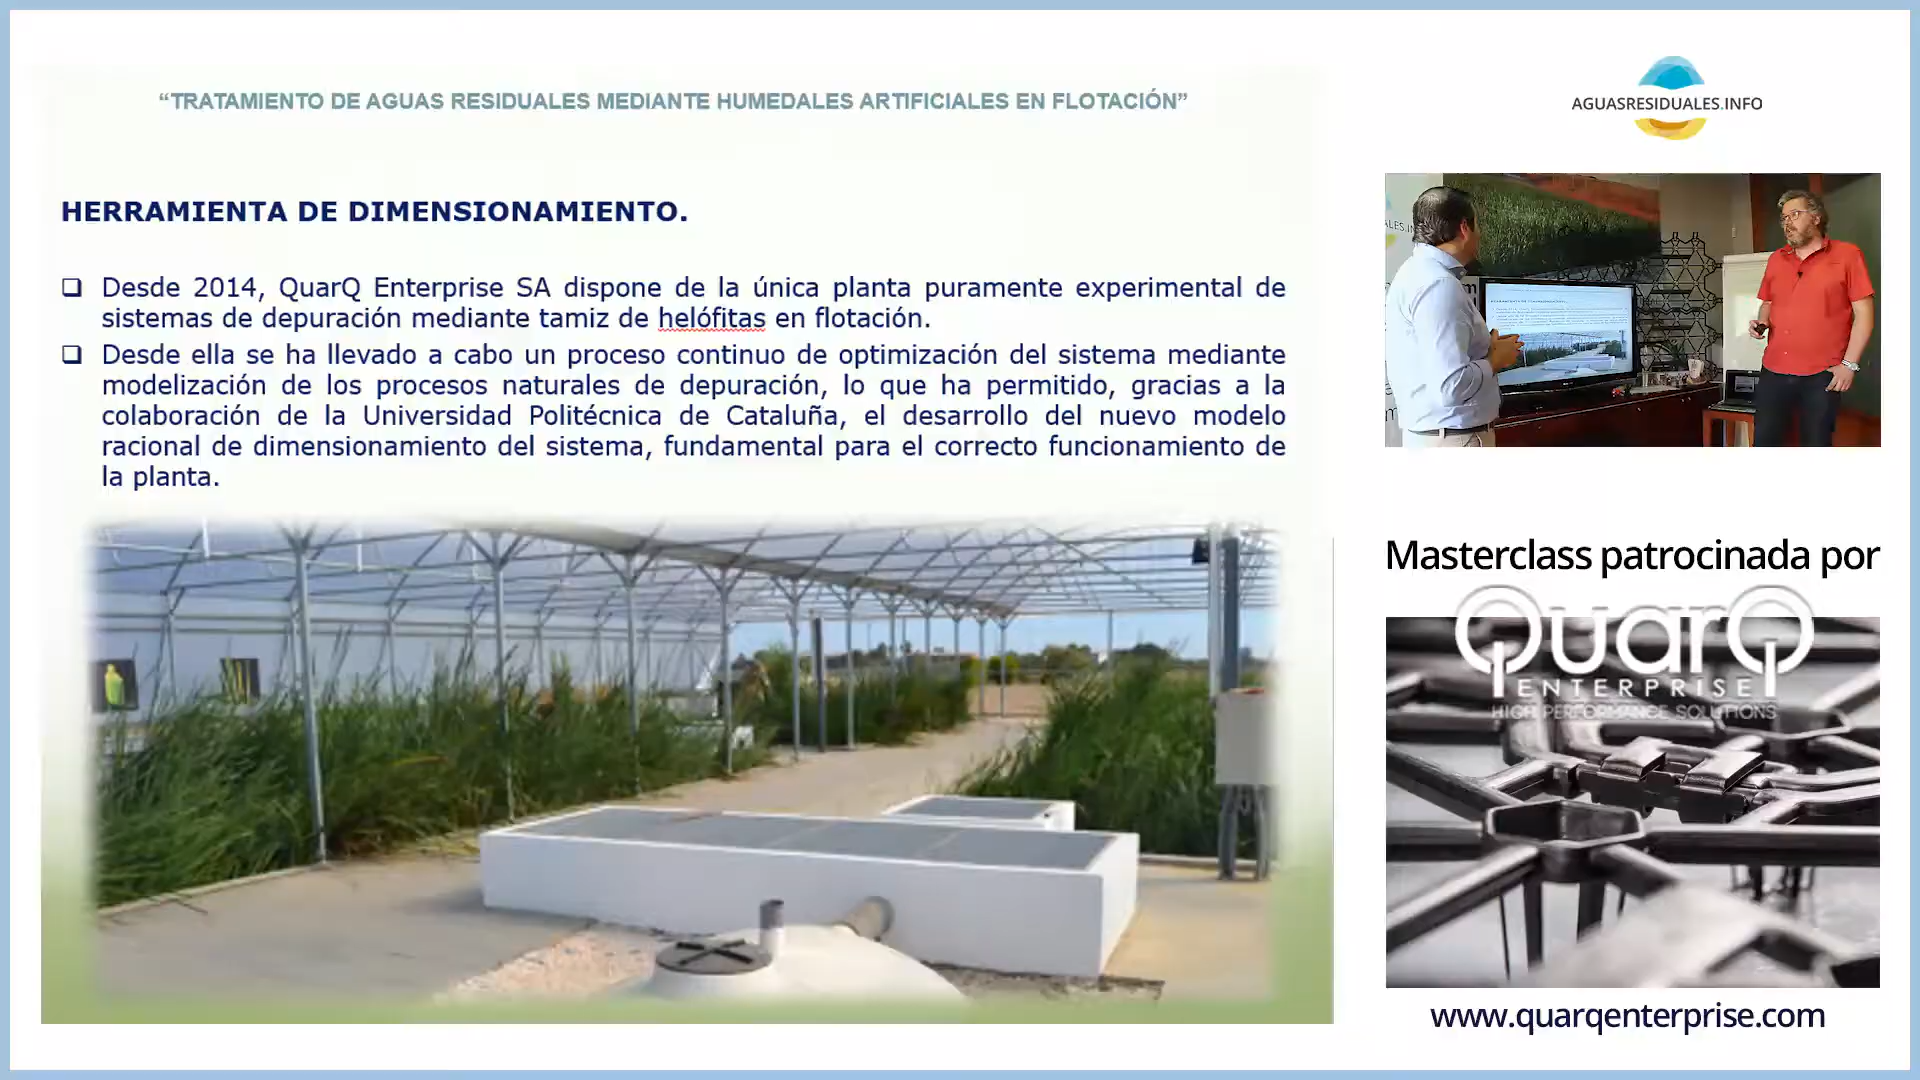 “TRATAMIENTO DE AGUAS RESIDUALES MEDIANTE HUMEDALES ARTIFICIALES EN FLOTACIÓN”
AGUASRESIDUALES.INFO
HERRAMIENTA DE DIMENSIONAMIENTO.
Desde 2014, QuarQ Enterprise SA dispone de la única planta puramente experimental de
sistemas de depuración mediante tamiz de helófitas en flotación.
Desde ella se ha llevado a cabo un proceso continuo de optimización del sistema mediante
modelización de los procesos naturales de depuración, lo que ha permitido, gracias a la
colaboración de la Universidad Politécnica de Cataluña, el desarrollo del nuevo modelo
racional de dimensionamiento del sistema, fundamental para el correcto funcionamiento de
la planta.
Masterclass patrocinada por
QuarQ
ENTERPRISE
HIGH PERFORMANCE SOLUTIONS
www.quarqenterprise.com